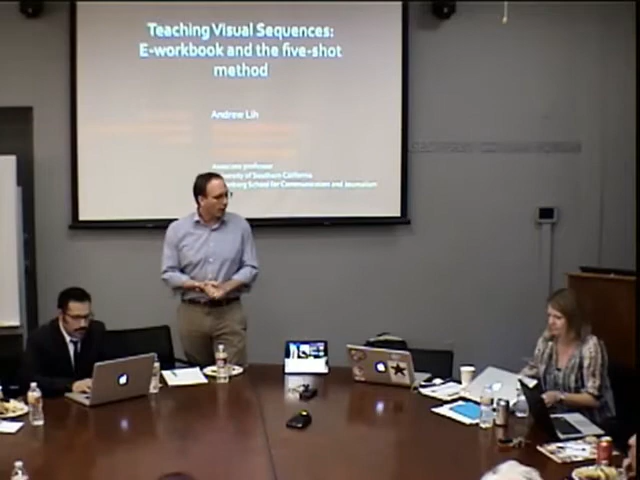 Teaching Visual Sequences:
E-workbook and the five-shot
method
Andrew Lih
Associate professor
University of Southern California
Annenberg School for Communication and Journalism